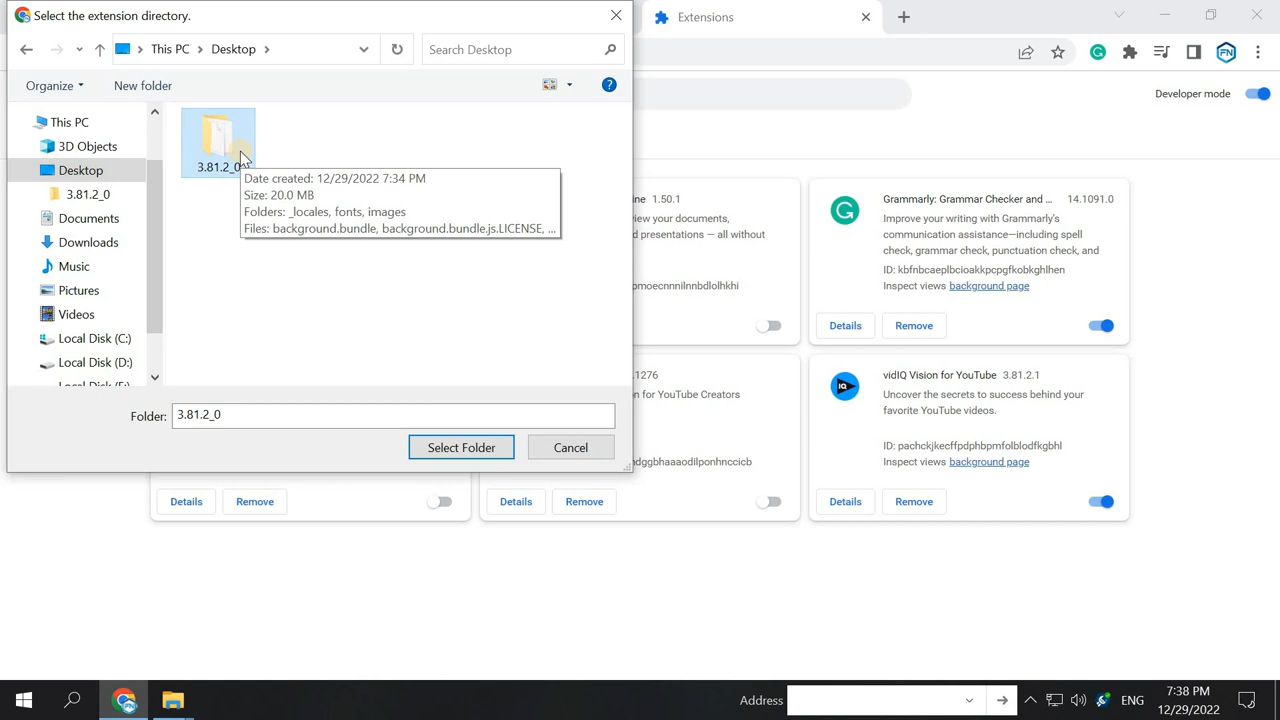 Select the extension directory.
This PC
Desktop
Search Desktop
Organize
New folder
?
This PC
3D Objects
Desktop
3.81.2_0
Documents
Downloads
Music
Pictures
Videos
Local Disk (C:)
Local Disk (D:)
3.81.2_0
Date created: 12/29/2022 7:34 PM
Size: 20.0 MB
Folders: _locales, fonts, images
Files: background.bundle, background.bundle.js.LICENSE, ...
Folder:
3.81.2_0
Select Folder
Cancel
Extensions
FN
Developer mode
ine 1.50.1
view your documents,
presentations — all without
pmoecnnnilnnbdlolhkhi
Grammarly: Grammar Checker and ...
14.1091.0
Improve your writing with Grammarly's
communication assistance—including spell
check, grammar check, punctuation check, and
ID: kbfnbcaeplbcioakkpcpgfkobkghlhen
Inspect views background page
Details
Remove
.1276
n for YouTube Creators
ndggbhaaaodilponhnccicb
IQ
vidIQ Vision for YouTube 3.81.2.1
Uncover the secrets to success behind your
favorite YouTube videos.
ID: pachckjkecffpdphbpmfolblodfkgbhl
Inspect views background page
Details
Remove
Details
Remove
Details
Remove
Address
ENG
7:38 PM
12/29/2022